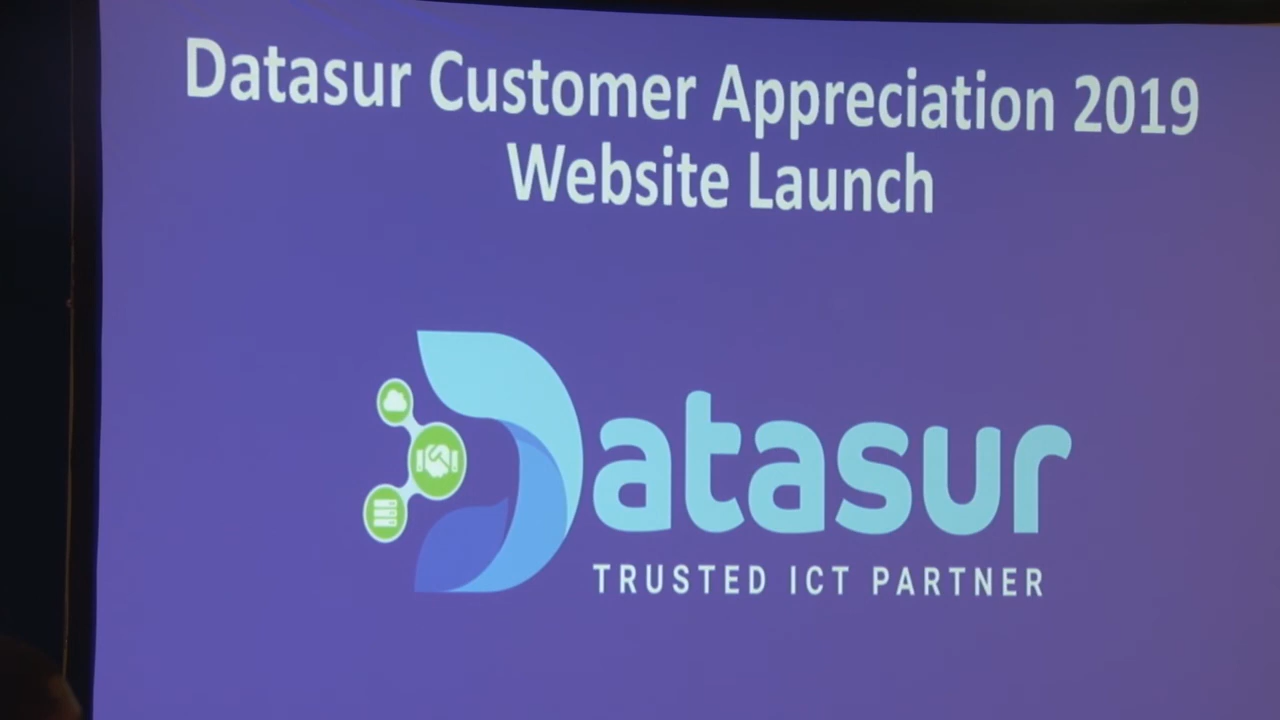 Datasur Customer Appreciation 2019
Website Launch
Datasur
TRUSTED ICT PARTNER